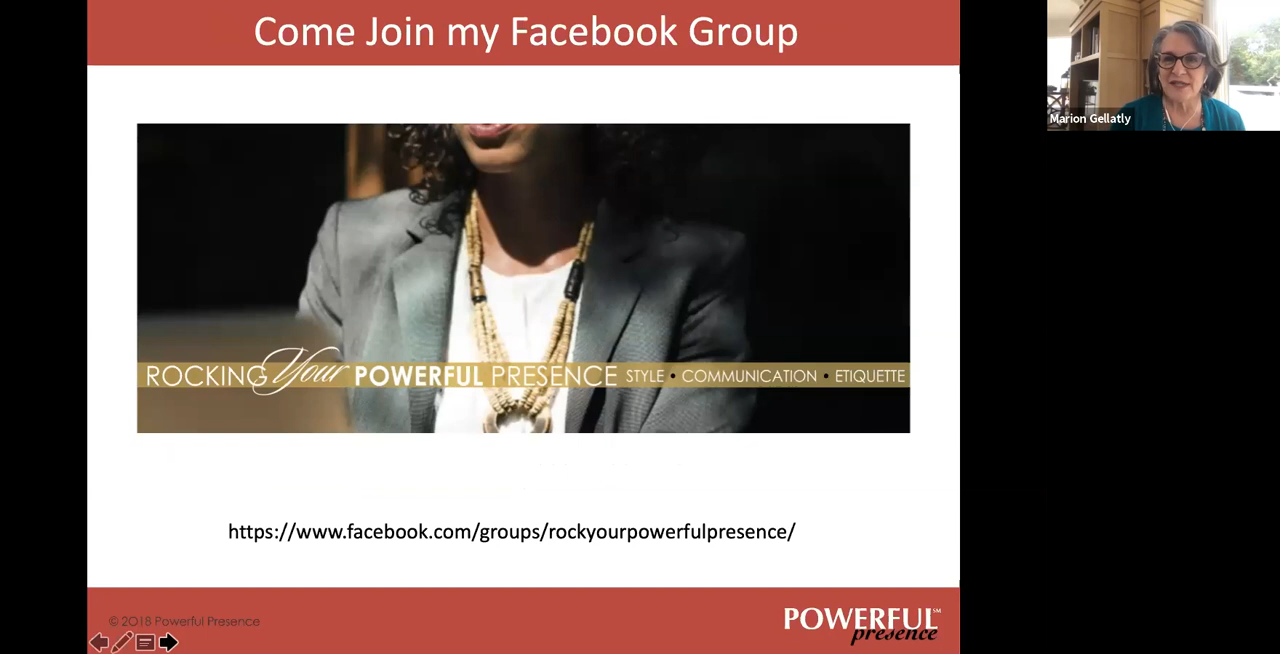 Come Join my Facebook Group
Marion Gellatly
ROCKING Your POWERFUL PRESENCE STYLE • COMMUNICATION • ETIQUETTE
https://www.facebook.com/groups/rockyourpowerfulpresence/
© 2018 Powerful Presence
POWERFUL℠
presence